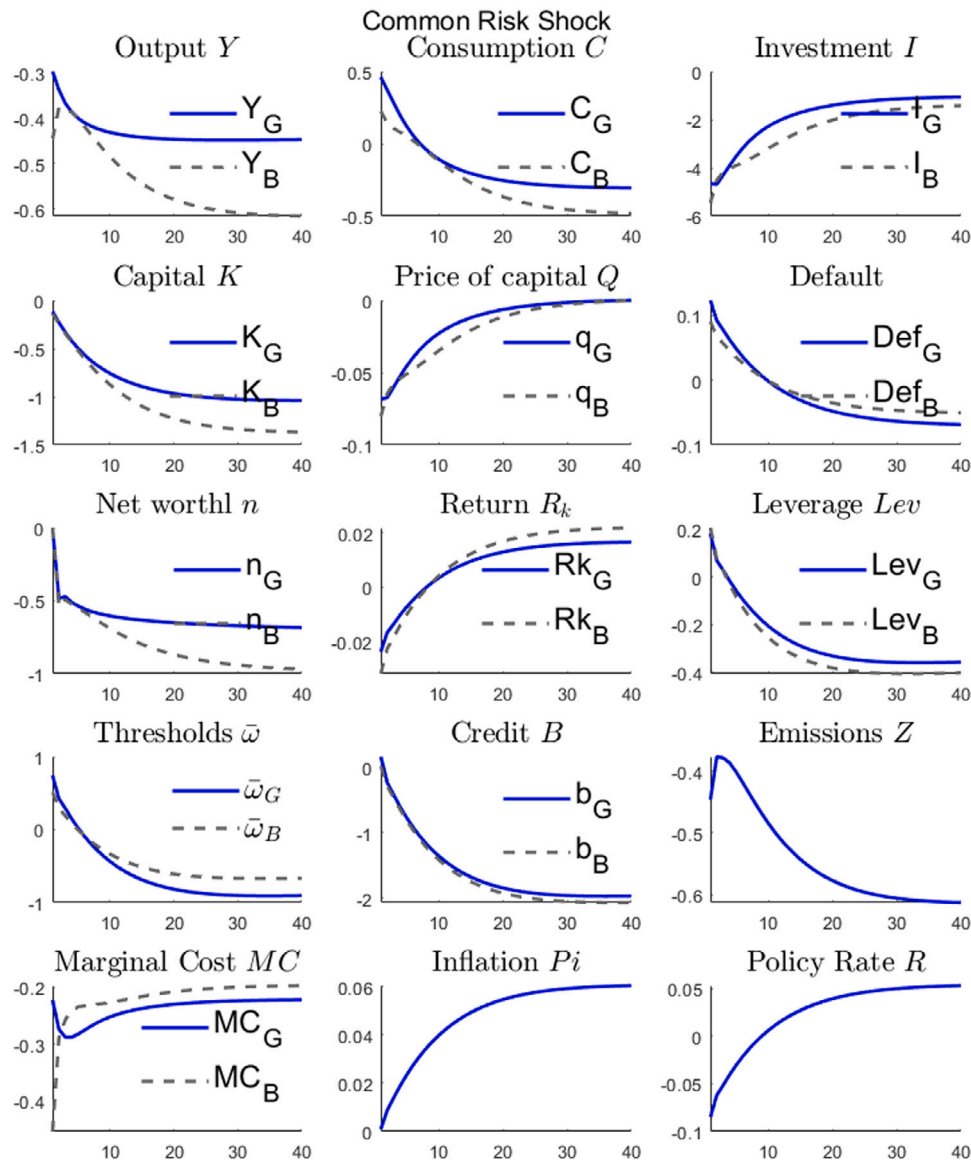 Common Risk Shock
Output Y
Consumption C
Investment I
-0.3
-0.4
-0.5
-0.6
Y_G
Y_B
10 20 30 40
0.5
0
-0.5
C_G
C_B
10 20 30 40
0
-2
-4
-6
I_G
I_B
10 20 30 40
Capital K
Price of capital Q
Default
0
-0.5
-1
-1.5
K_G
K_B
10 20 30 40
0
-0.05
-0.1
q_G
q_B
10 20 30 40
0.1
0
-0.1
Def_G
Def_B
10 20 30 40
Net worthl n
Return R_k
Leverage Lev
0
-0.5
-1
n_G
n_B
10 20 30 40
0.02
0
-0.02
Rk_G
Rk_B
10 20 30 40
0.2
0
-0.2
-0.4
Lev_G
Lev_B
10 20 30 40
Thresholds ω̄
Credit B
Emissions Z
1
0
-1
ω̄_G
ω̄_B
10 20 30 40
0
-1
-2
b_G
b_B
10 20 30 40
-0.4
-0.5
-0.6
10 20 30 40
Marginal Cost MC
Inflation Pi
Policy Rate R
-0.2
-0.3
-0.4
MC_G
MC_B
10 20 30 40
0.06
0.04
0.02
0
10 20 30 40
0.05
0
-0.05
-0.1
10 20 30 40